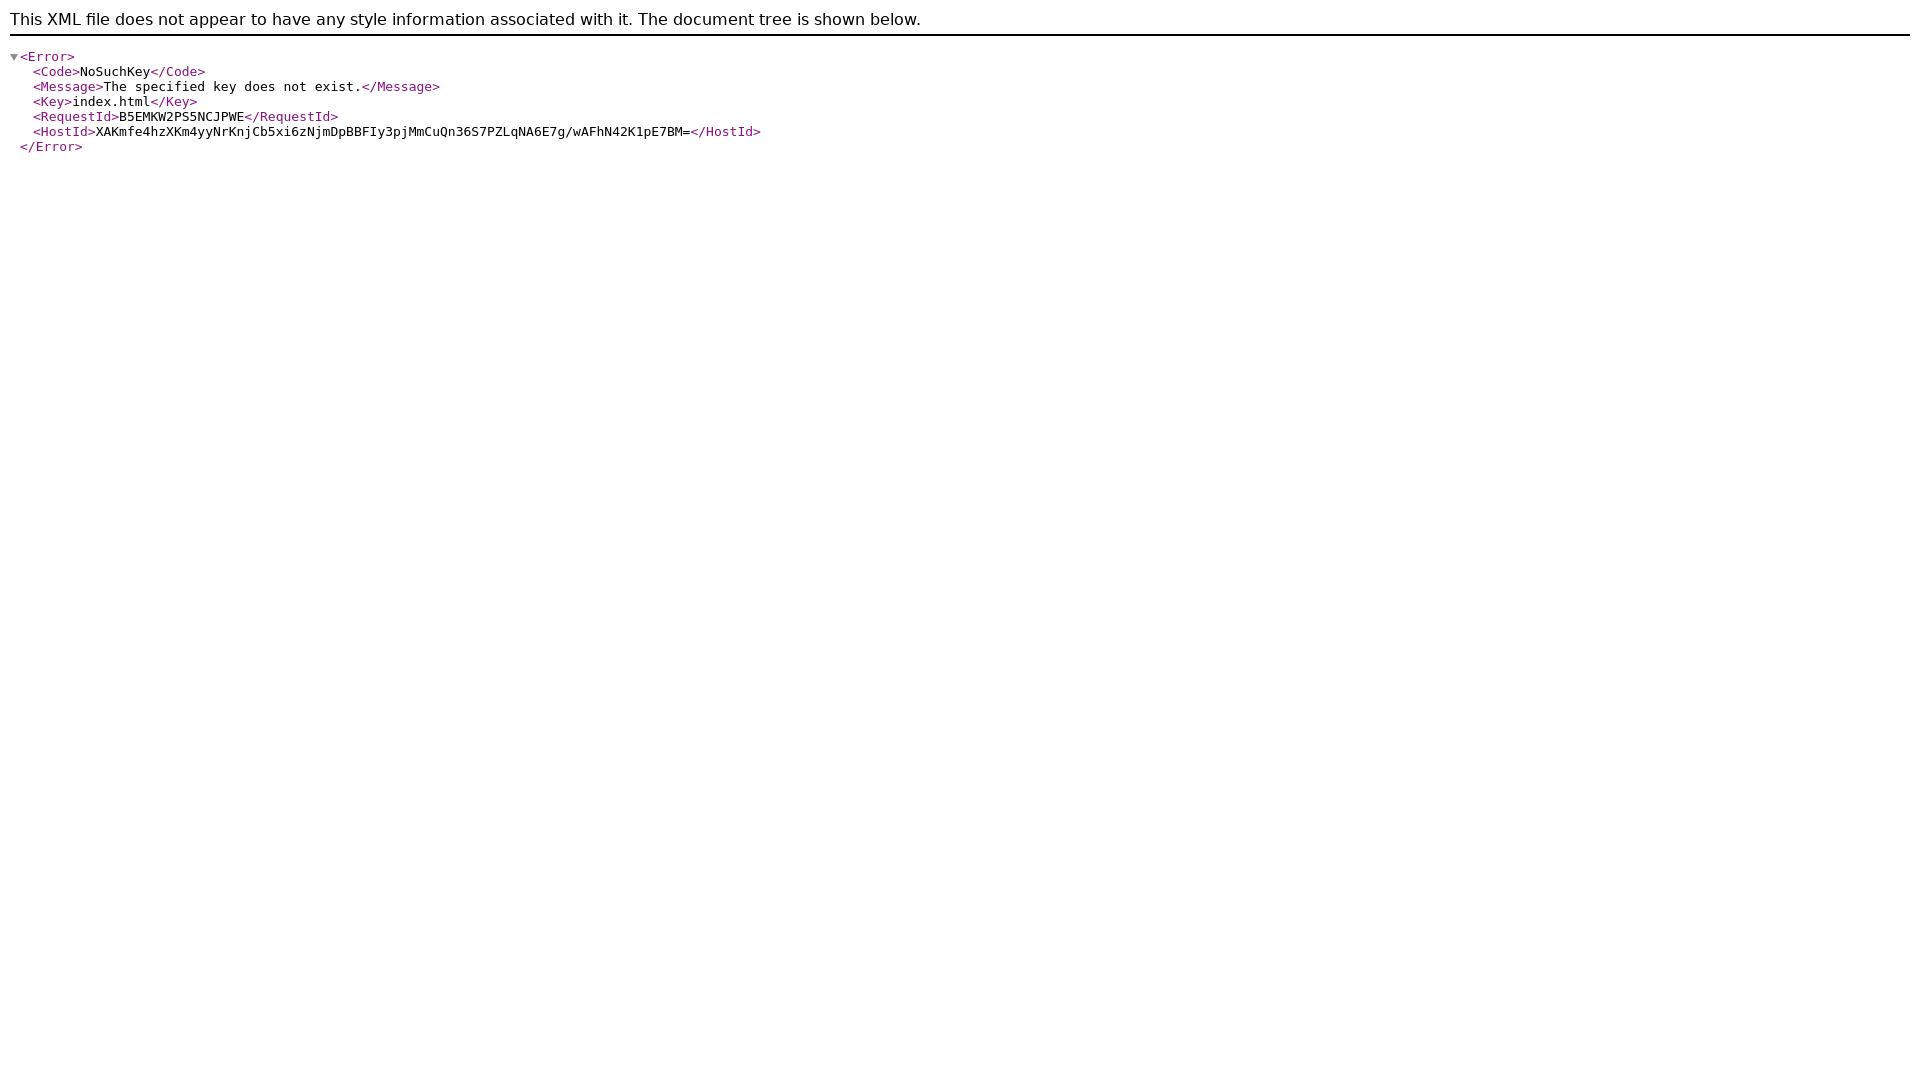 This XML file does not appear to have any style information associated with it. The document tree is shown below.
<Error>
<Code>NoSuchKey</Code>
<Message>The specified key does not exist.</Message>
<Key>index.html</Key>
<RequestId>B5EMKW2PS5NCJPWE</RequestId>
<HostId>XAKmfe4hzXKm4yyNrKnjCb5xi6zNjmDpBBFIy3pjMmCuQn36S7PZLqNA6E7g/wAFhN42K1pE7BM=</HostId>
</Error>